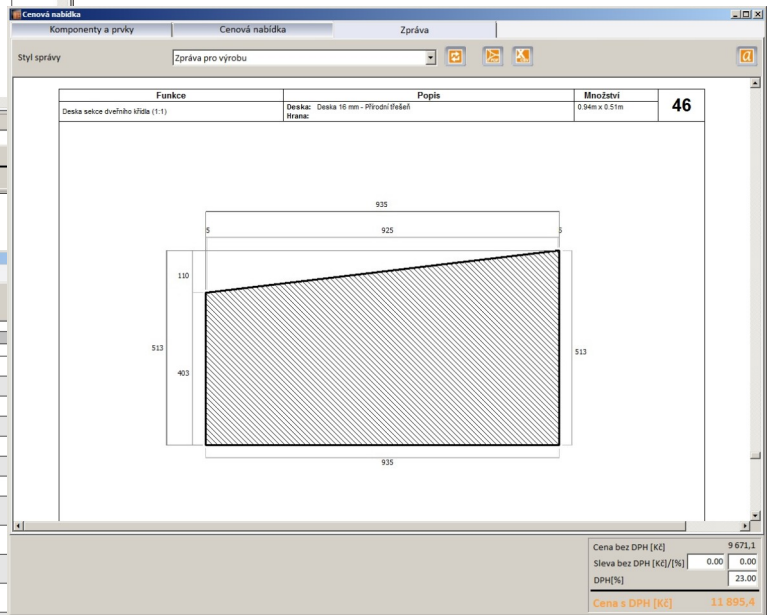 Cenová nabídka
Komponenty a prvky Cenová nabídka Zpráva
Styl správy Zpráva pro výrobu
Funkce Popis Množství 46
Deska sekce dveřního křídla (1:1) Deska: Deska 16 mm - Přírodní třešeň 0.94m x 0.51m
Hrana:
935
5 925 5
110
513 513
403
935
Cena bez DPH [Kč] 9 671,1
Sleva bez DPH [Kč]/[%] 0.00 0.00
DPH[%] 23.00
Cena s DPH [Kč] 11 895,4